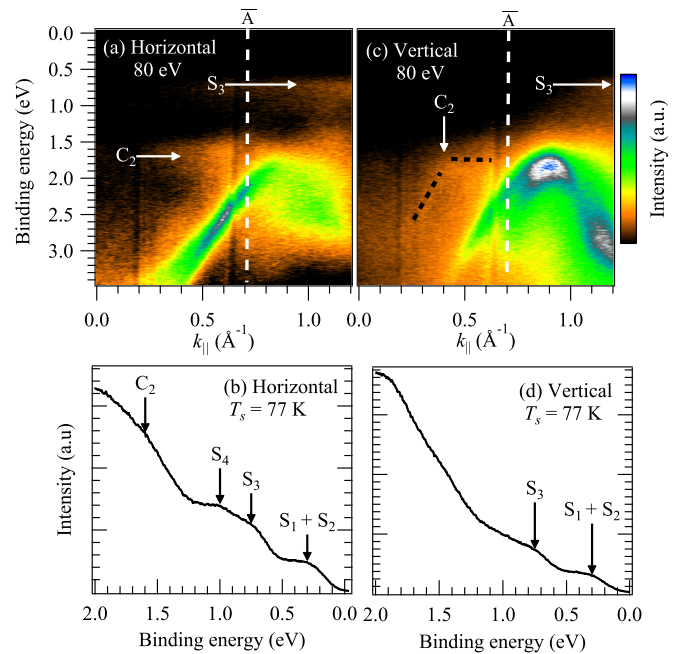 A̅
A̅
(a) Horizontal
80 eV
S₃
C₂
(c) Vertical
80 eV
S₃
C₂
0.0
0.5
1.0
1.5
2.0
2.5
3.0
Binding energy (eV)
Intensity (a.u.)
0.0 0.5 1.0
k|| (Å⁻¹)
0.0 0.5 1.0
k|| (Å⁻¹)
(b) Horizontal
Tₛ = 77 K
C₂
S₄
S₃
S₁ + S₂
Intensity (a.u)
2.0 1.5 1.0 0.5 0.0
Binding energy (eV)
(d) Vertical
Tₛ = 77 K
S₃
S₁ + S₂
2.0 1.5 1.0 0.5 0.0
Binding energy (eV)